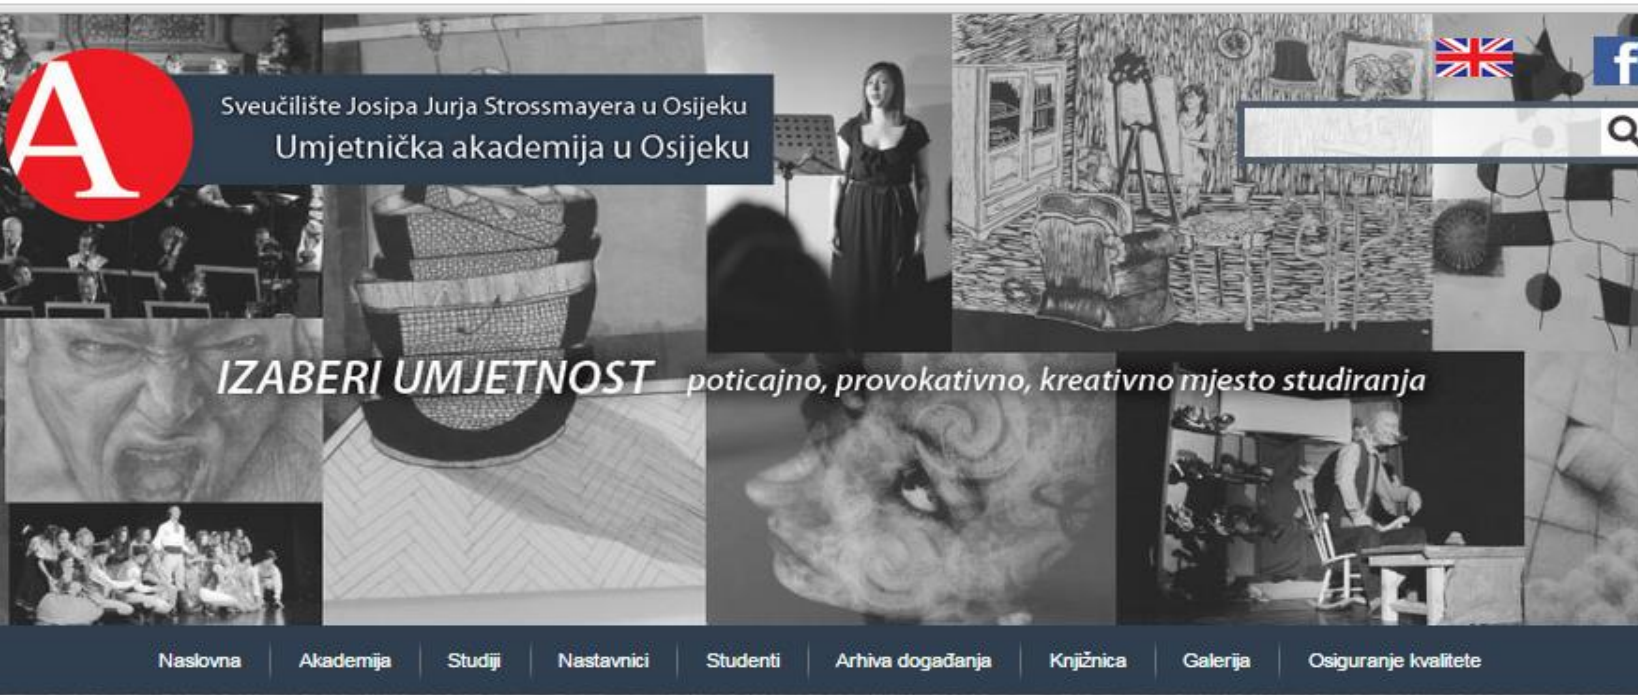 A
Sveučilište Josipa Jurja Strossmayera u Osijeku
Umjetnička akademija u Osijeku
f
IZABERI UMJETNOST poticajno, provokativno, kreativno mjesto studiranja
Naslovna Akademija Studiji Nastavnici Studenti Arhiva događanja Knjižnica Galerija Osiguranje kvalitete